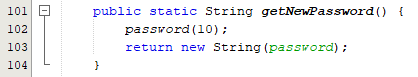 101 public static String getNewPassword() {
102 password(10);
103 return new String(password);
104 }